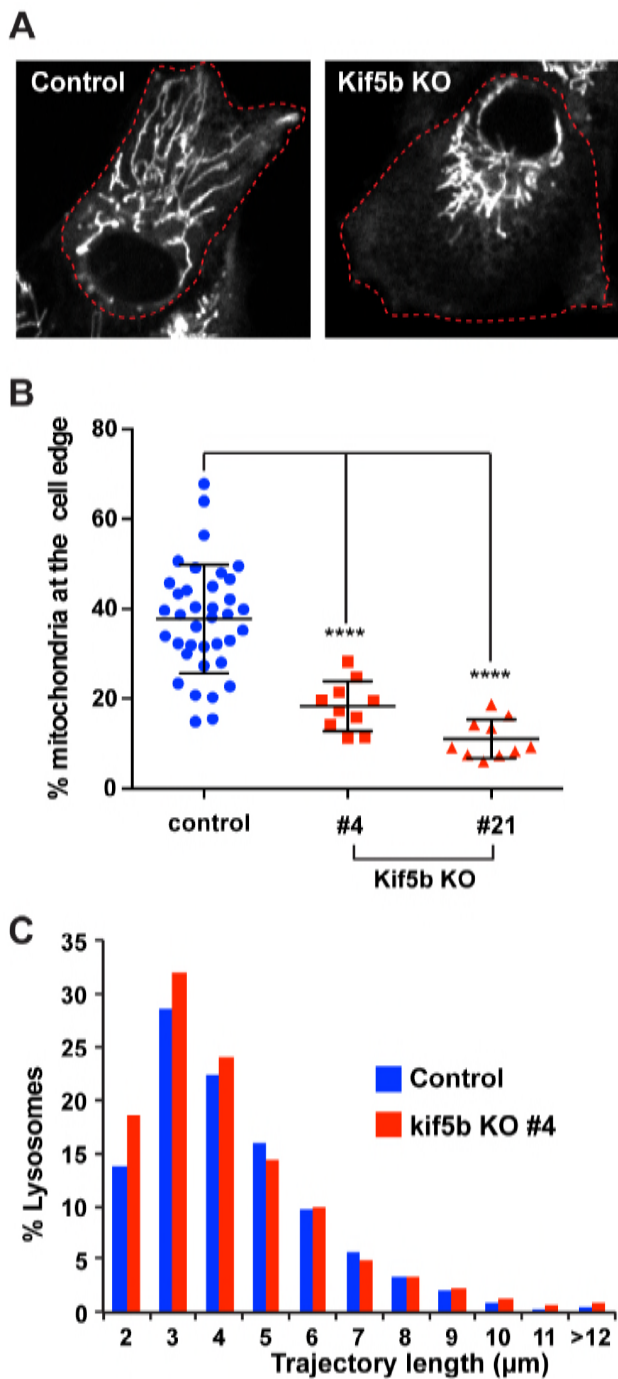 A
Control
Kif5b KO
B
% mitochondria at the cell edge
80
60
40
20
0
****
****
control
#4
#21
Kif5b KO
C
% Lysosomes
35
30
25
20
15
10
5
0
Control
kif5b KO #4
2 3 4 5 6 7 8 9 10 11 >12
Trajectory length (μm)